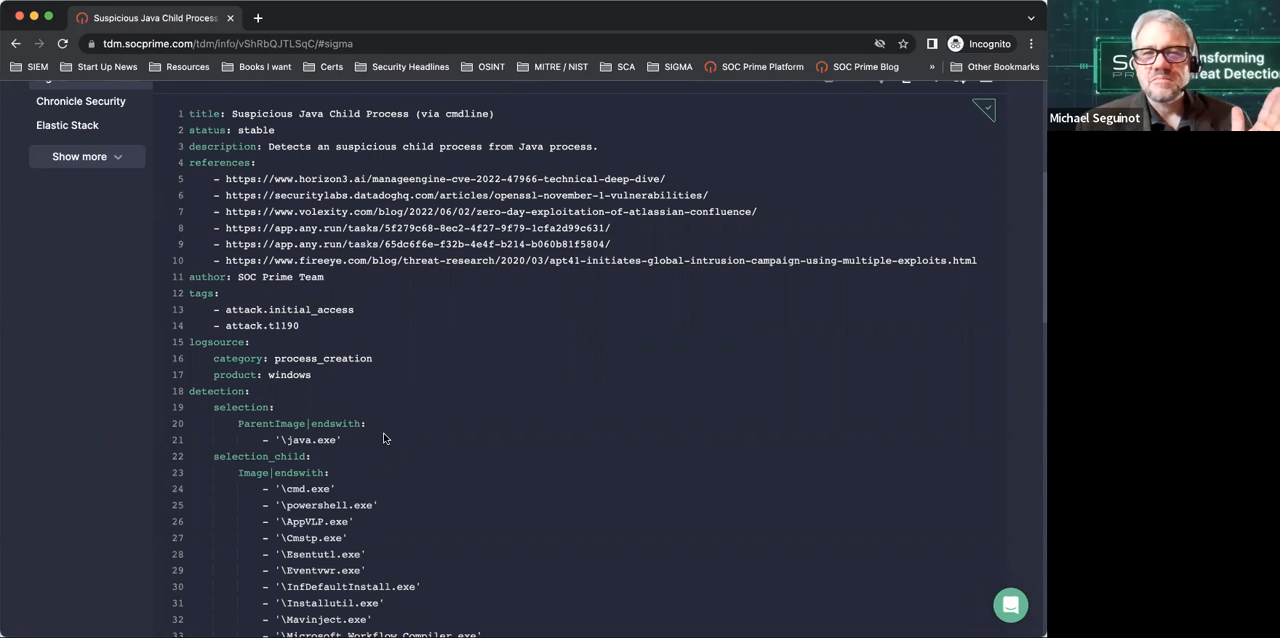 Suspicious Java Child Process
tdm.socprime.com/tdm/info/vShRbQJTLSqC/#sigma
Incognito
SIEM
Start Up News
Resources
Books I want
Certs
Security Headlines
OSINT
MITRE / NIST
SCA
SIGMA
SOC Prime Platform
SOC Prime Blog
»
Other Bookmarks
Chronicle Security
Elastic Stack
Show more
1 title: Suspicious Java Child Process (via cmdline)
2 status: stable
3 description: Detects an suspicious child process from Java process.
4 references:
5 - https://www.horizon3.ai/manageengine-cve-2022-47966-technical-deep-dive/
6 - https://securitylabs.datadoghq.com/articles/openssl-november-1-vulnerabilities/
7 - https://www.volexity.com/blog/2022/06/02/zero-day-exploitation-of-atlassian-confluence/
8 - https://app.any.run/tasks/5f279c68-8ec2-4f27-9f79-1cfa2d99c631/
9 - https://app.any.run/tasks/65dc6f6e-f32b-4e4f-b214-b060b81f5804/
10 - https://www.fireeye.com/blog/threat-research/2020/03/apt41-initiates-global-intrusion-campaign-using-multiple-exploits.html
11 author: SOC Prime Team
12 tags:
13 - attack.initial_access
14 - attack.t1190
15 logsource:
16 category: process_creation
17 product: windows
18 detection:
19 selection:
20 ParentImage|endswith:
21 - '\java.exe'
22 selection_child:
23 Image|endswith:
24 - '\cmd.exe'
25 - '\powershell.exe'
26 - '\AppVLP.exe'
27 - '\Cmstp.exe'
28 - '\Esentutl.exe'
29 - '\Eventvwr.exe'
30 - '\InfDefaultInstall.exe'
31 - '\Installutil.exe'
32 - '\Mavinject.exe'
33 - '\Microsoft.Workflow.Compiler.exe'
nsforming
reat Detectio
Michael Seguinot